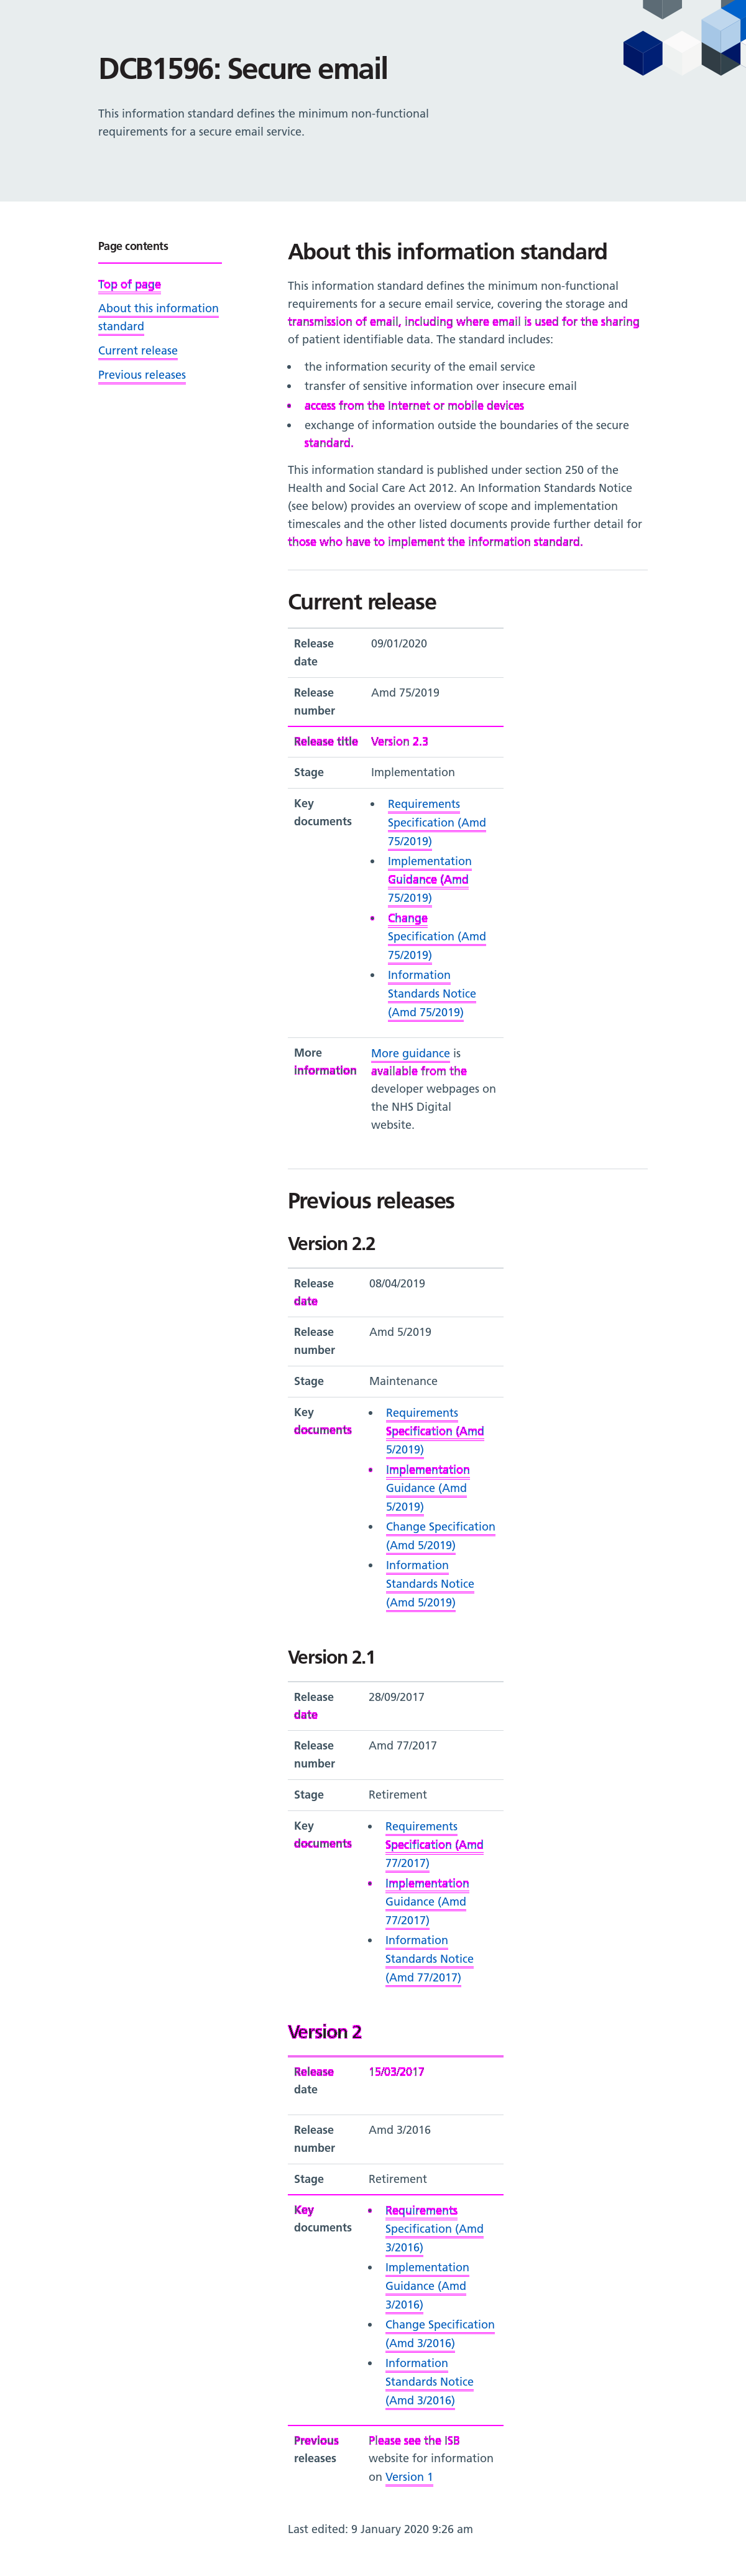 DCB1596: Secure email
This information standard defines the minimum non-functional
requirements for a secure email service.
Page contents
Top of page
About this information
standard
Current release
Previous releases
About this information standard
This information standard defines the minimum non-functional
requirements for a secure email service, covering the storage and
transmission of email, including where email is used for the sharing
of patient identifiable data. The standard includes:
• the information security of the email service
• transfer of sensitive information over insecure email
• access from the Internet or mobile devices
• exchange of information outside the boundaries of the secure
standard.
This information standard is published under section 250 of the
Health and Social Care Act 2012. An Information Standards Notice
(see below) provides an overview of scope and implementation
timescales and the other listed documents provide further detail for
those who have to implement the information standard.
Current release
Release 09/01/2020
date
Release Amd 75/2019
number
Release title Version 2.3
Stage Implementation
Key • Requirements
documents Specification (Amd
75/2019)
• Implementation
Guidance (Amd
75/2019)
• Change
Specification (Amd
75/2019)
• Information
Standards Notice
(Amd 75/2019)
More More guidance is
information available from the
developer webpages on
the NHS Digital
website.
Previous releases
Version 2.2
Release 08/04/2019
date
Release Amd 5/2019
number
Stage Maintenance
Key • Requirements
documents Specification (Amd
5/2019)
• Implementation
Guidance (Amd
5/2019)
• Change Specification
(Amd 5/2019)
• Information
Standards Notice
(Amd 5/2019)
Version 2.1
Release 28/09/2017
date
Release Amd 77/2017
number
Stage Retirement
Key • Requirements
documents Specification (Amd
77/2017)
• Implementation
Guidance (Amd
77/2017)
• Information
Standards Notice
(Amd 77/2017)
Version 2
Release 15/03/2017
date
Release Amd 3/2016
number
Stage Retirement
Key • Requirements
documents Specification (Amd
3/2016)
• Implementation
Guidance (Amd
3/2016)
• Change Specification
(Amd 3/2016)
• Information
Standards Notice
(Amd 3/2016)
Previous Please see the ISB
releases website for information
on Version 1
Last edited: 9 January 2020 9:26 am